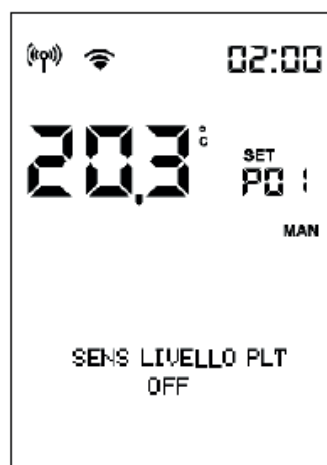 02:00
20,3 °C
SET
P01
MAN
SENS LIVELLO PLT
OFF